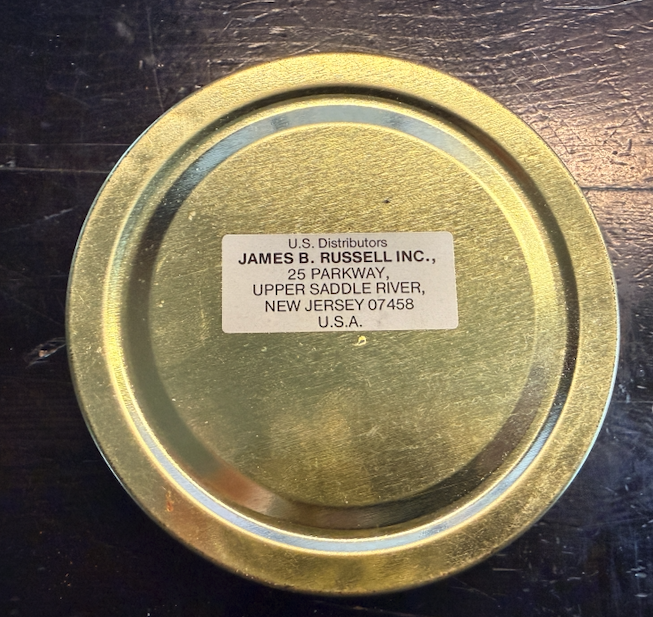 U.S. Distributors
JAMES B. RUSSELL INC.,
25 PARKWAY,
UPPER SADDLE RIVER,
NEW JERSEY 07458
U.S.A.